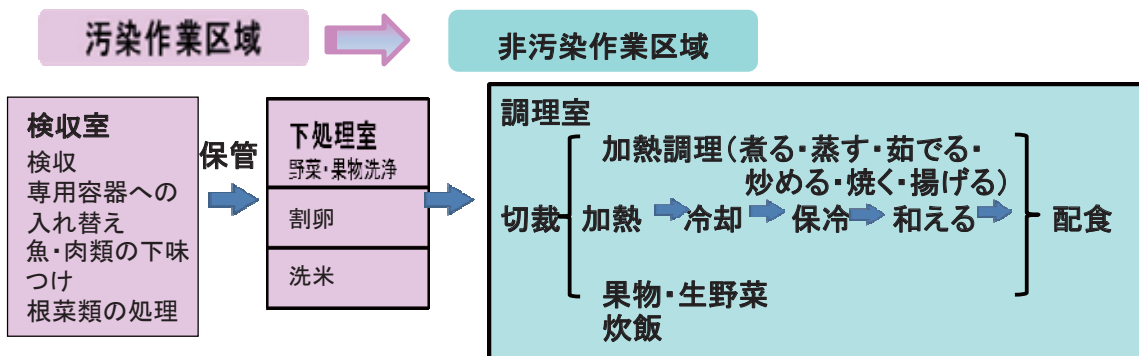 汚染作業区域
非汚染作業区域
検収室
検収
専用容器への
入れ替え
魚・肉類の下味
つけ
根菜類の処理
保管
下処理室
野菜・果物洗浄
割卵
洗米
調理室
加熱調理(煮る・蒸す・茹でる・
炒める・焼く・揚げる)
切裁
加熱
冷却
保冷
和える
配食
果物・生野菜
炊飯